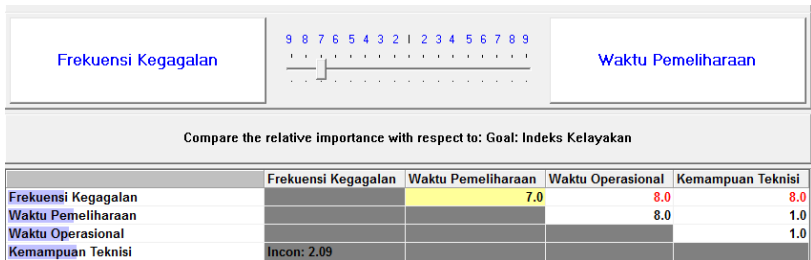 9 8 7 6 5 4 3 2 1 2 3 4 5 6 7 8 9
Frekuensi Kegagalan Waktu Pemeliharaan
Compare the relative importance with respect to: Goal: Indeks Kelayakan
Frekuensi Kegagalan Waktu Pemeliharaan Waktu Operasional Kemampuan Teknisi
Frekuensi Kegagalan 7.0 8.0 8.0
Waktu Pemeliharaan 8.0 1.0
Waktu Operasional 1.0
Kemampuan Teknisi Incon: 2.09